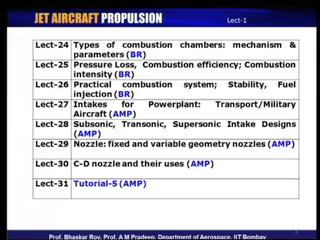 JET AIRCRAFT PROPULSION
Lect-1
Lect-24 Types of combustion chambers: mechanism &
parameters (BR)
Lect-25 Pressure Loss, Combustion efficiency; Combustion
intensity (BR)
Lect-26 Practical combustion system; Stability, Fuel
injection (BR)
Lect-27 Intakes for Powerplant: Transport/Military
Aircraft (AMP)
Lect-28 Subsonic, Transonic, Supersonic Intake Designs
(AMP)
Lect-29 Nozzle: fixed and variable geometry nozzles (AMP)
Lect-30 C-D nozzle and their uses (AMP)
Lect-31 Tutorial-5 (AMP)
Prof. Bhaskar Roy, Prof. A M Pradeep, Department of Aerospace, IIT Bombay